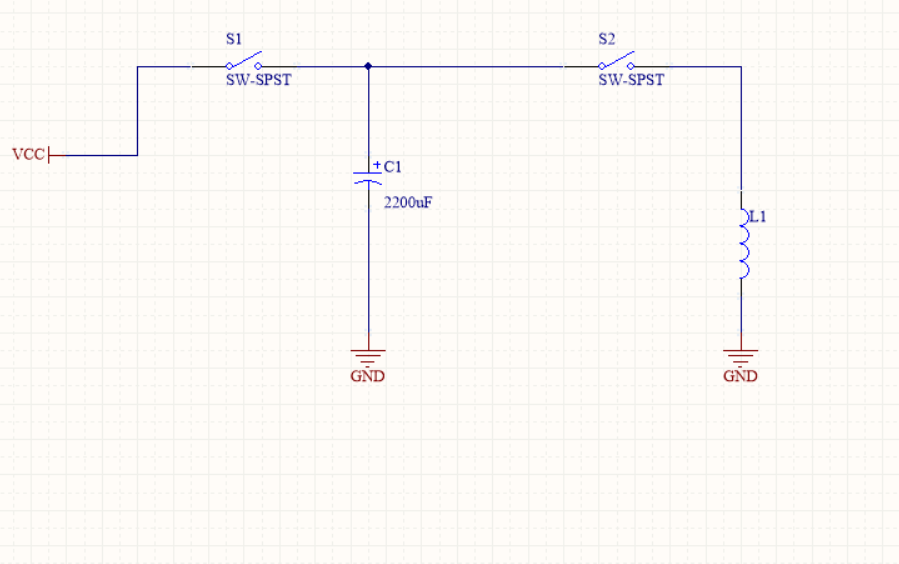 S1
SW-SPST
S2
SW-SPST
VCC
+
C1
2200uF
L1
GND
GND